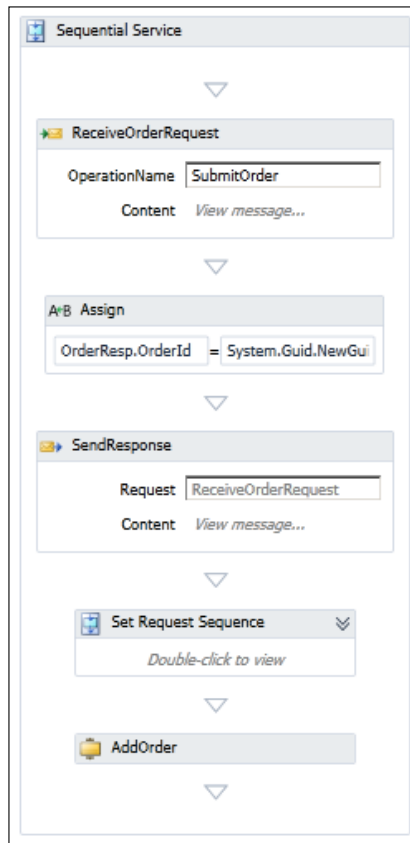 Sequential Service
ReceiveOrderRequest
OperationName SubmitOrder
Content View message...
A+B Assign
OrderResp.OrderId = System.Guid.NewGui
SendResponse
Request ReceiveOrderRequest
Content View message...
Set Request Sequence
Double-click to view
AddOrder